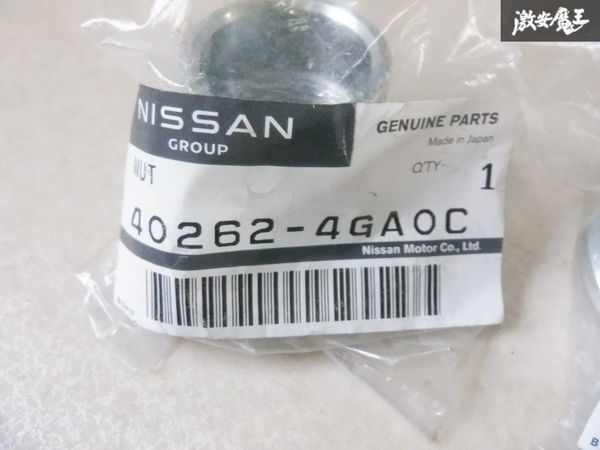 激安魔王
NISSAN
GROUP
GENUINE PARTS
Made in Japan
NUT
Q'TY-
1
40262-4GA0C
Nissan Motor Co., Ltd.
B